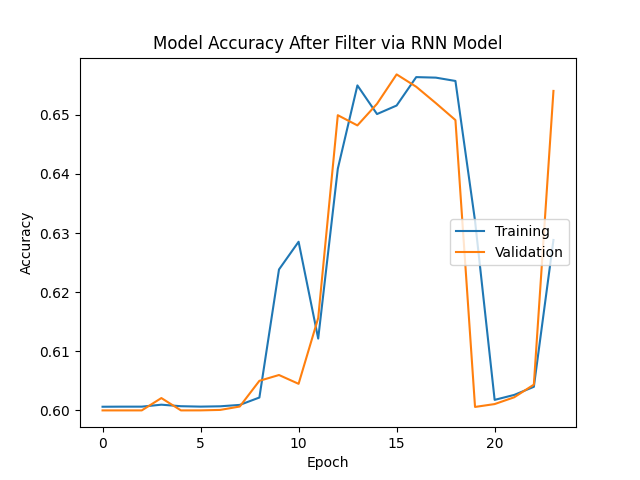 Model Accuracy After Filter via RNN Model
Accuracy
0.65
0.64
0.63
0.62
0.61
0.60
Training
Validation
0 5 10 15 20
Epoch